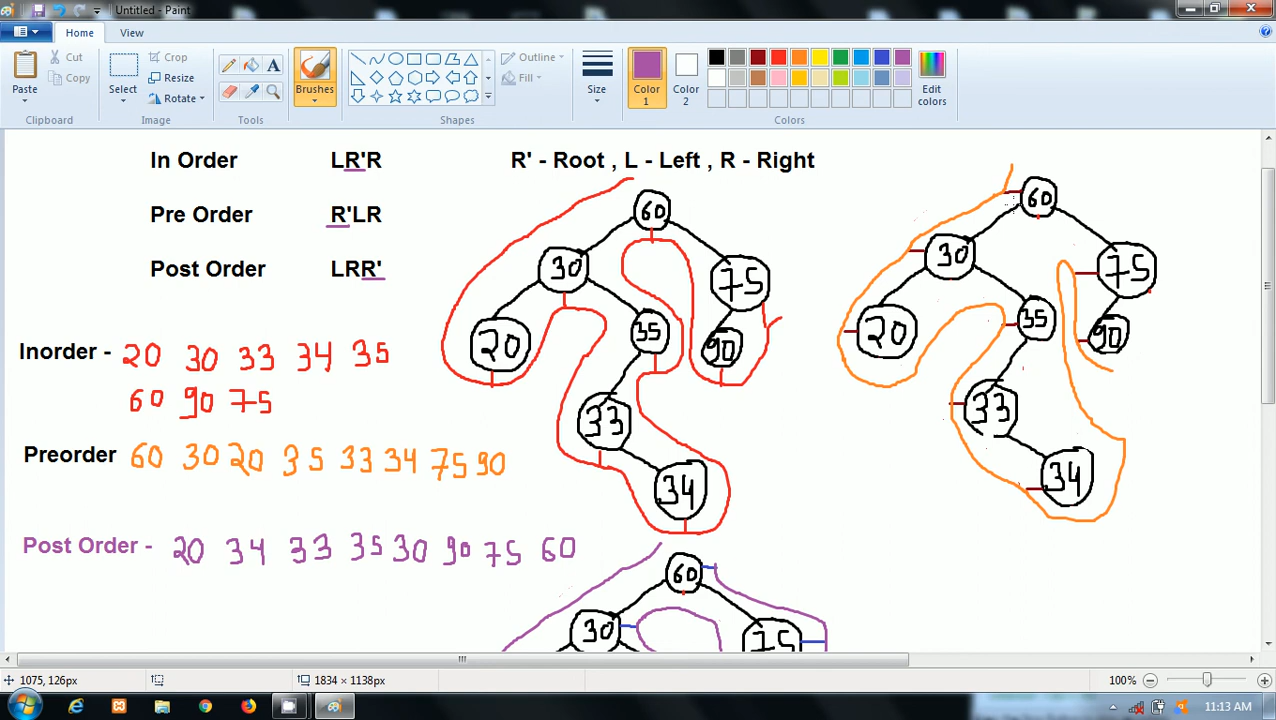 Untitled - Paint
Home View
Paste
Cut
Copy
Clipboard
Select
Crop
Resize
Rotate
Image
Tools
Brushes
Shapes
Outline
Fill
Size
Color 1
Color 2
Edit colors
Colors
In Order LR'R R' - Root , L - Left , R - Right
Pre Order R'LR
Post Order LRR'
Inorder - 20 30 33 34 35
60 90 75
Preorder 60 30 20 35 33 34 75 90
Post Order - 20 34 33 35 30 90 75 60
60
30 75
20 35 90
33
34
60
30 75
20 35 90
33
34
60
30 75
1075, 126px 1834 × 1138px 100%
11:13 AM